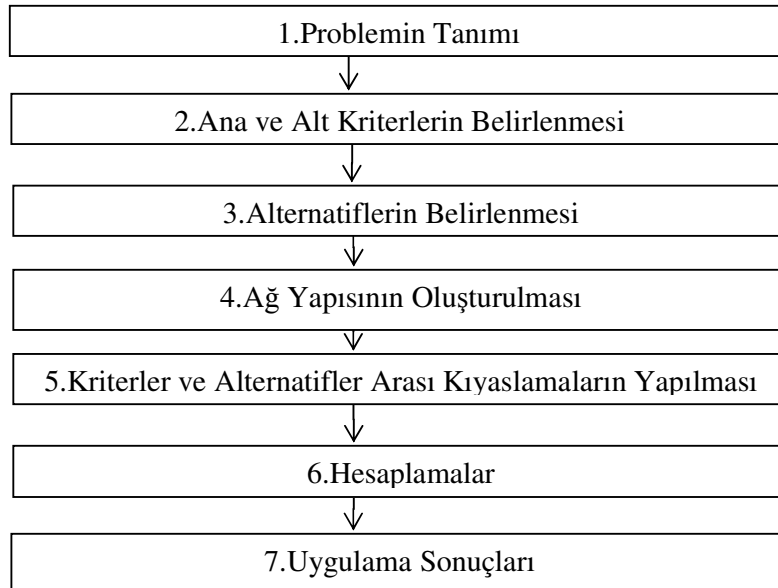 1.Problemin Tanımı
2.Ana ve Alt Kriterlerin Belirlenmesi
3.Alternatiflerin Belirlenmesi
4.Ağ Yapısının Oluşturulması
5.Kriterler ve Alternatifler Arası Kıyaslamaların Yapılması
6.Hesaplamalar
7.Uygulama Sonuçları